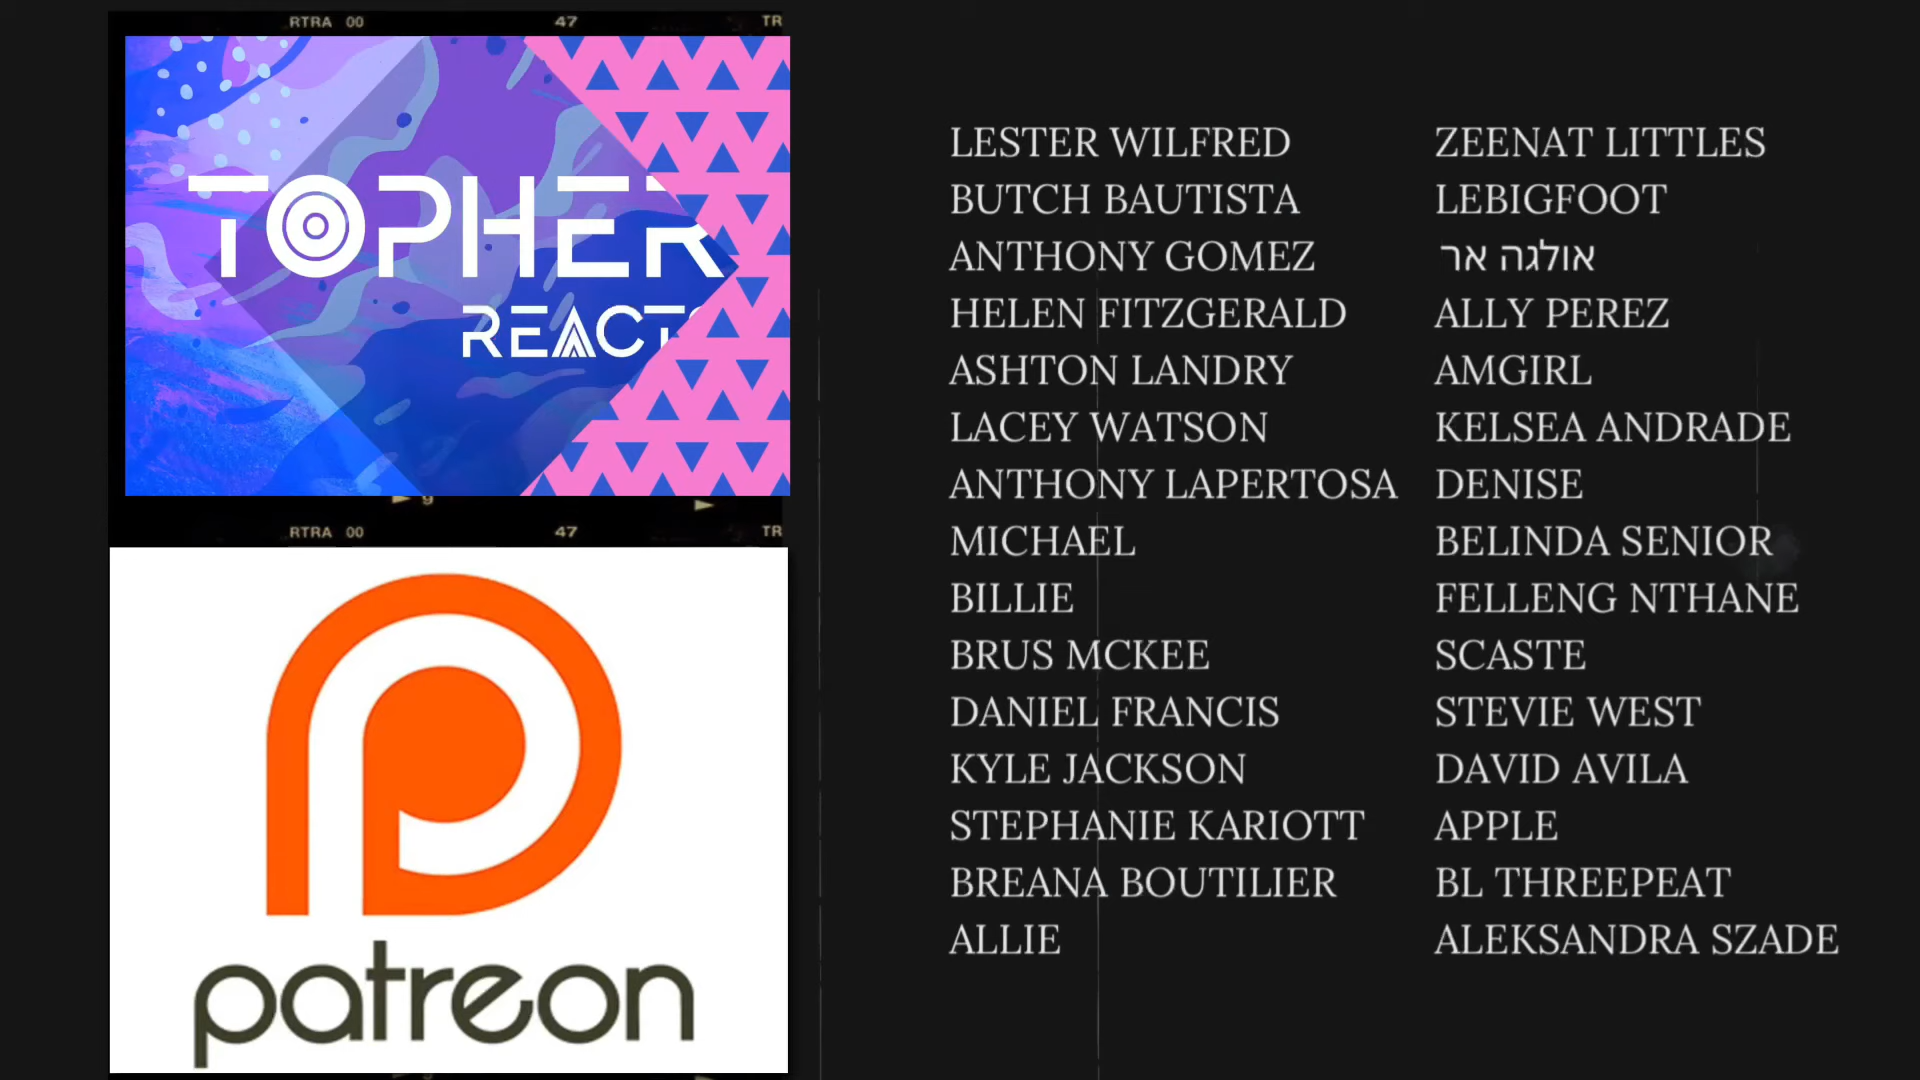 RTRA 00 47 TR
TOPHER
REACTS
9
RTRA 00 47 TR
patreon
LESTER WILFRED
BUTCH BAUTISTA
ANTHONY GOMEZ
HELEN FITZGERALD
ASHTON LANDRY
LACEY WATSON
ANTHONY LAPERTOSA
MICHAEL
BILLIE
BRUS MCKEE
DANIEL FRANCIS
KYLE JACKSON
STEPHANIE KARIOTT
BREANA BOUTILIER
ALLIE
ZEENAT LITTLES
LEBIGFOOT
אולגה אר
ALLY PEREZ
AMGIRL
KELSEA ANDRADE
DENISE
BELINDA SENIOR
FELLENG NTHANE
SCASTE
STEVIE WEST
DAVID AVILA
APPLE
BL THREEPEAT
ALEKSANDRA SZADE